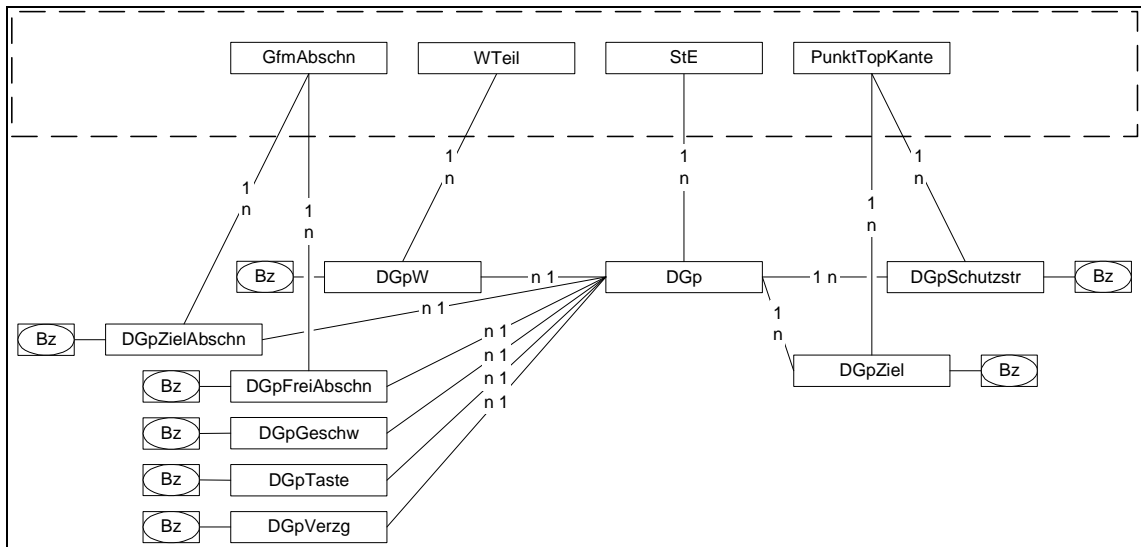 GfmAbschn WTeil StE PunktTopKante
1 1 1 1
n n n n
1
n
1
n
1
n
Bz DGpW n 1 DGp 1 n DGpSchutzstr Bz
Bz DGpZielAbschn n 1
1
n
DGpZiel Bz
Bz DGpFreiAbschn n 1
Bz DGpGeschw n 1
Bz DGpTaste n 1
Bz DGpVerzg n 1